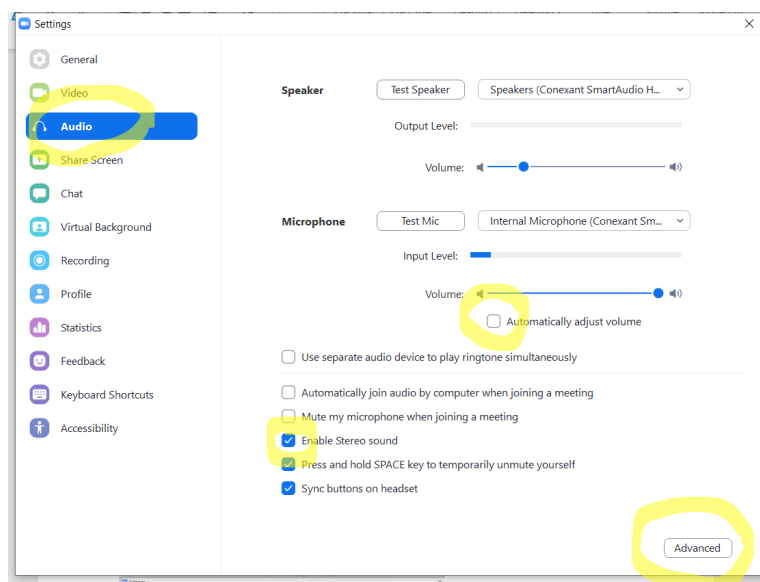 Settings
General
Video
Audio
Share Screen
Chat
Virtual Background
Recording
Profile
Statistics
Feedback
Keyboard Shortcuts
Accessibility
Speaker
Test Speaker
Speakers (Conexant SmartAudio H...
Output Level:
Volume:
Microphone
Test Mic
Internal Microphone (Conexant Sm...
Input Level:
Volume:
Automatically adjust volume
Use separate audio device to play ringtone simultaneously
Automatically join audio by computer when joining a meeting
Mute my microphone when joining a meeting
Enable Stereo sound
Press and hold SPACE key to temporarily unmute yourself
Sync buttons on headset
Advanced